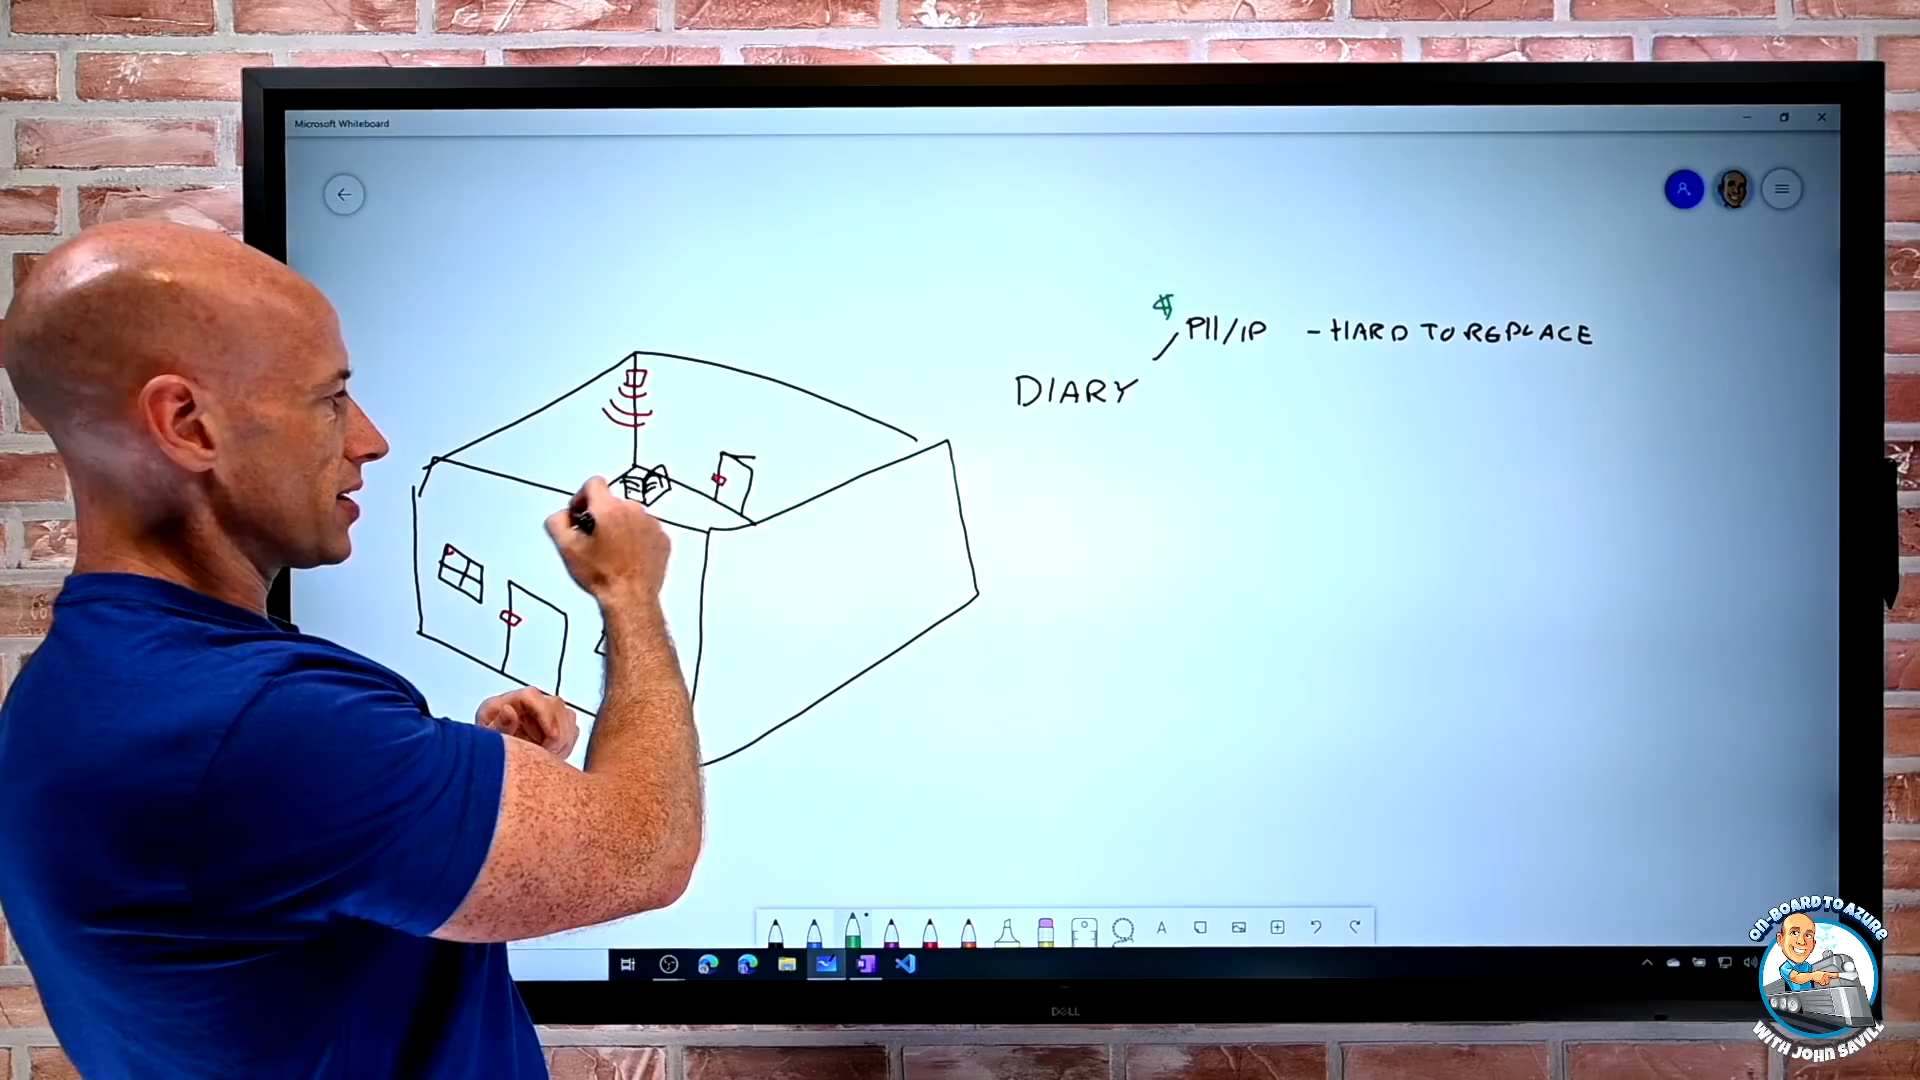 Microsoft Whiteboard
$
PII/IP - HARD TO REPLACE
DIARY
A
DELL
ON-BOARD TO AZURE
WITH JOHN SAVILL